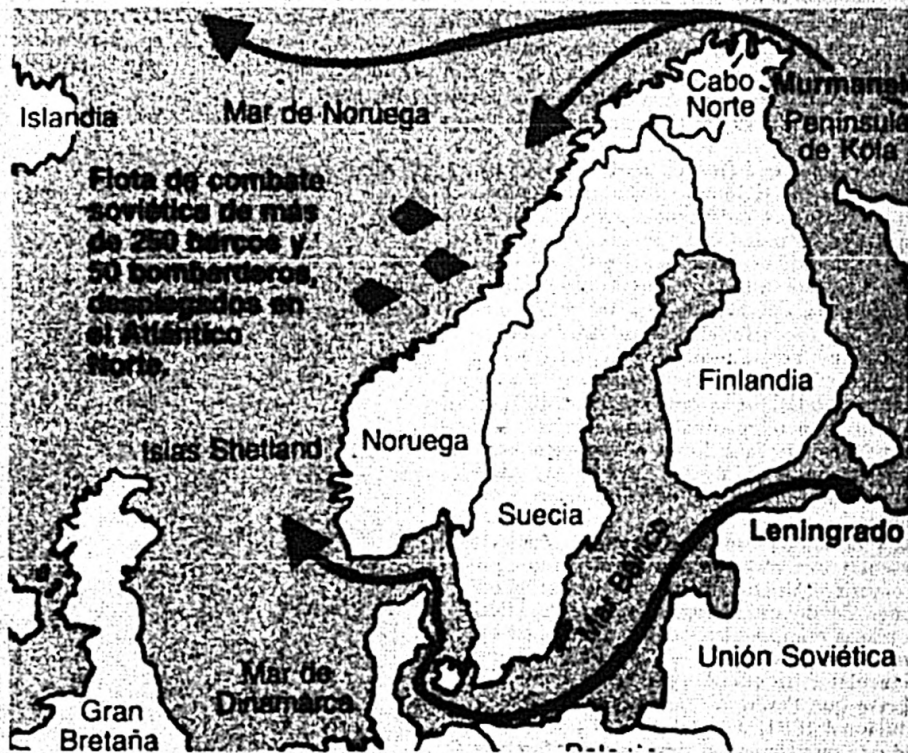 Cabo
Norte
Murmansk
Península
de Kola
Islandia
Mar de Noruega
Flota de combate
soviética de más
de 250 barcos y
50 bombarderos,
desplegados en
el Atlántico
Norte.
Finlandia
Islas Shetland
Noruega
Suecia
Leningrado
Mar Báltico
Unión Soviética
Mar de
Dinamarca
Gran
Bretaña